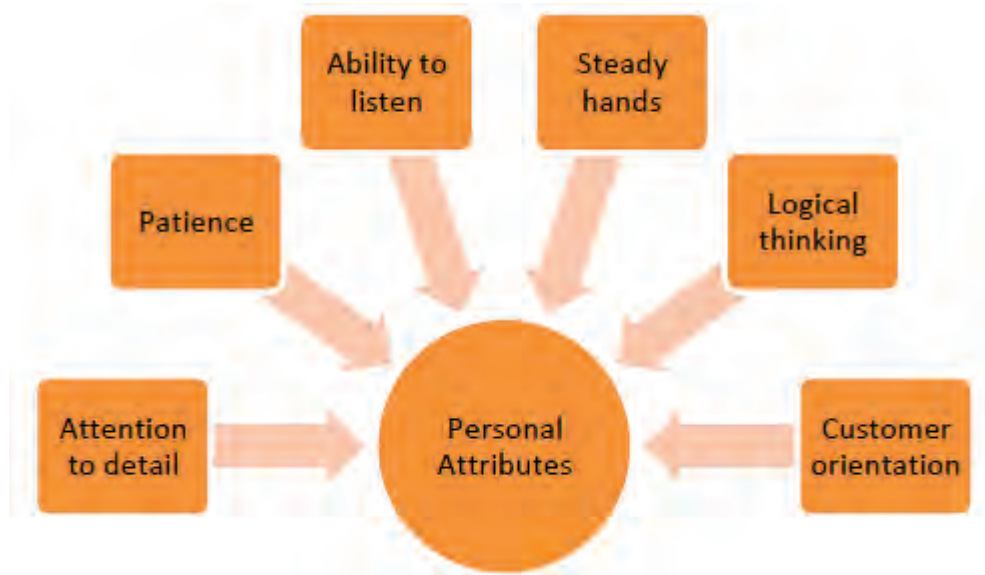 Ability to
listen
Steady
hands
Patience
Logical
thinking
Attention
to detail
Personal
Attributes
Customer
orientation